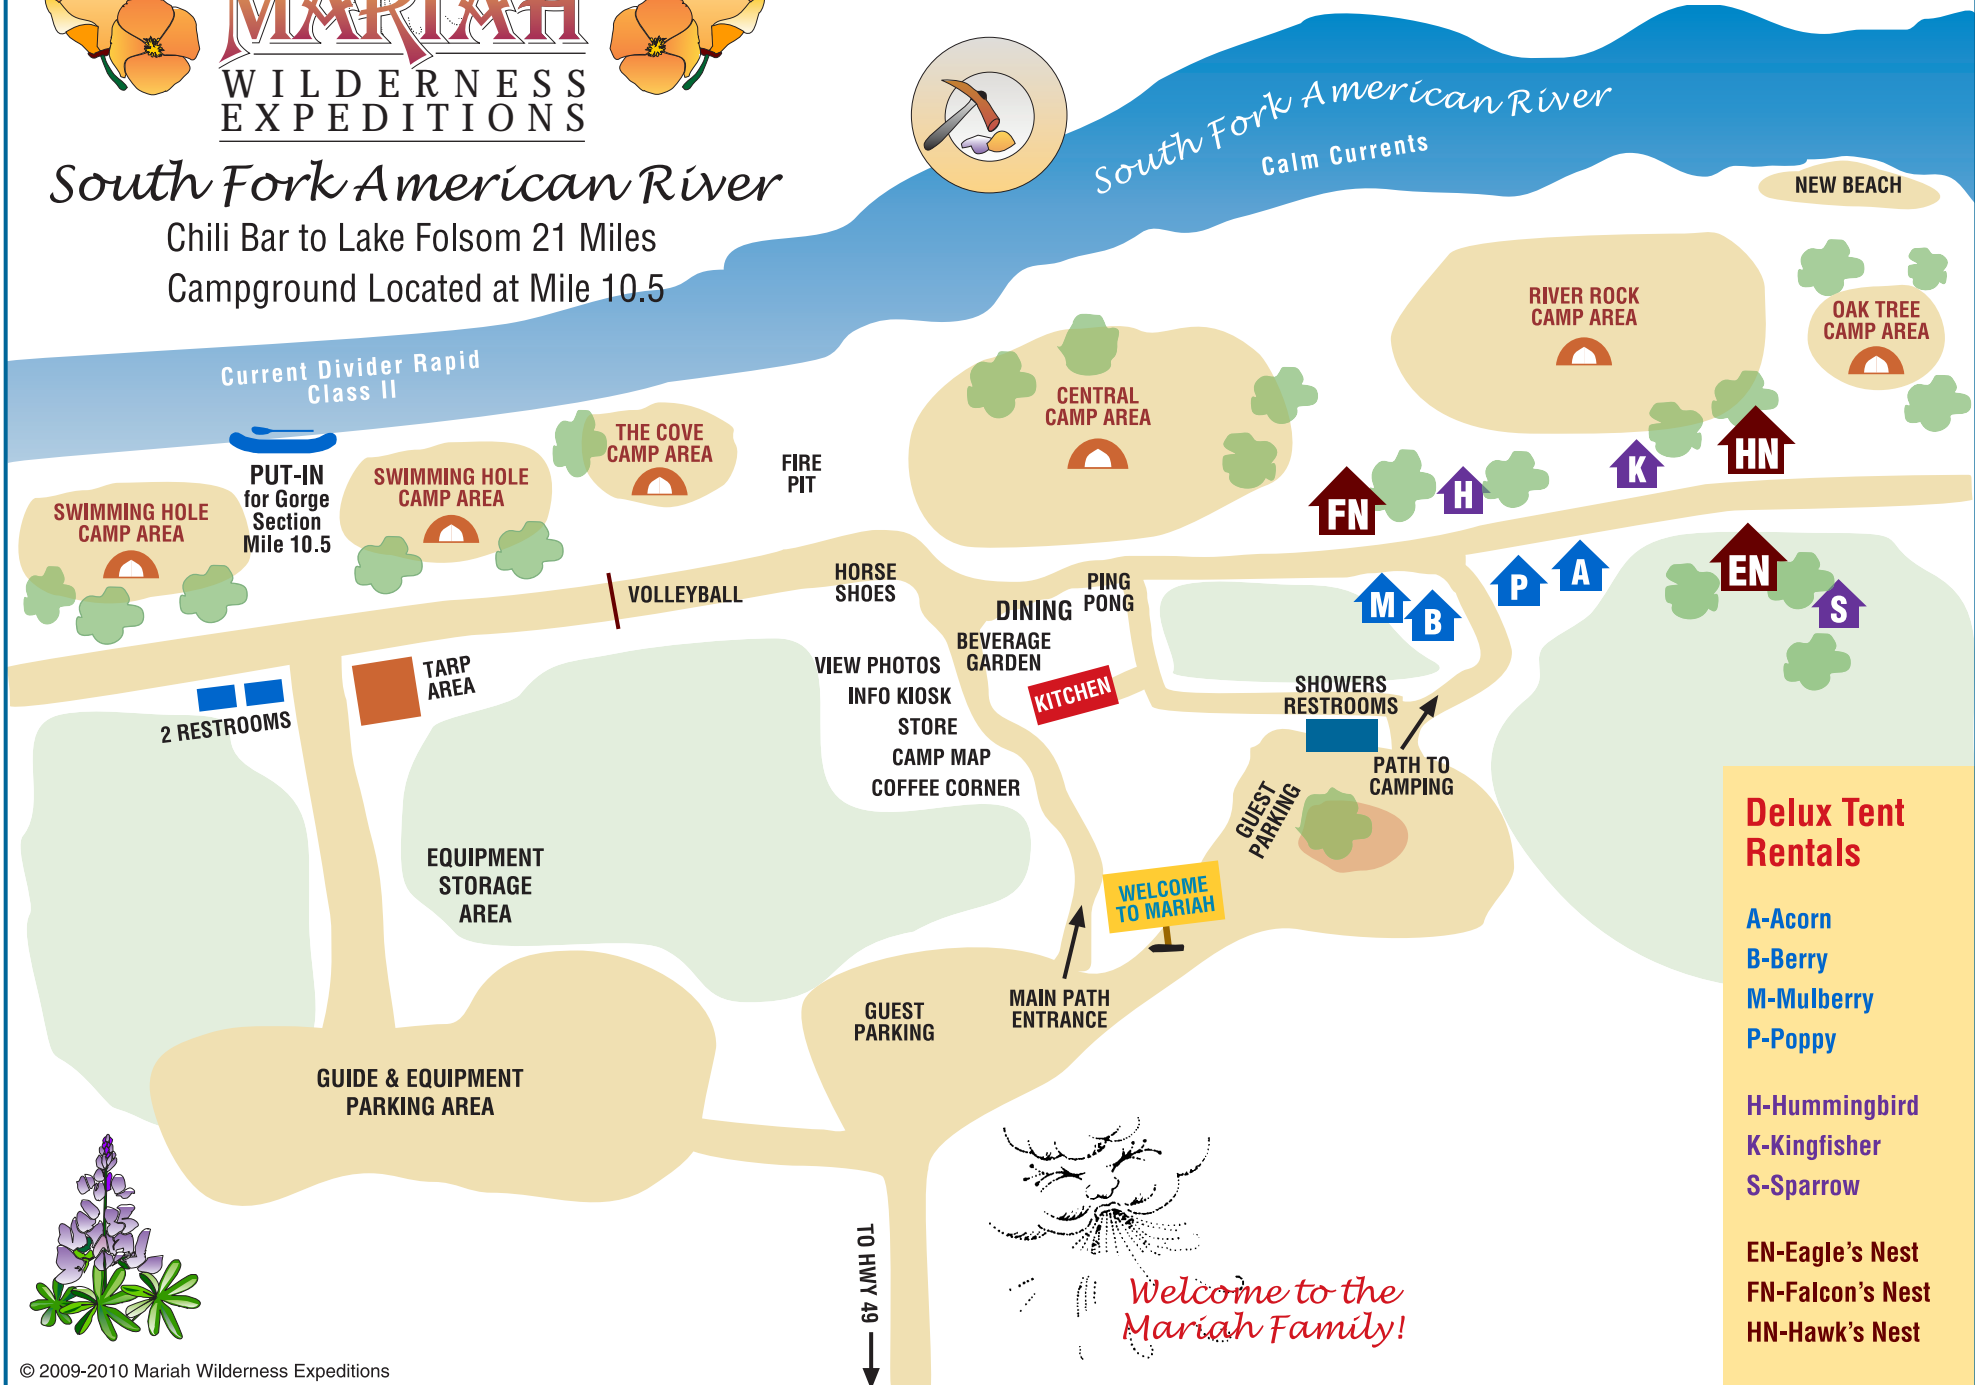 MARIAH
WILDERNESS
EXPEDITIONS
South Fork American River
Chili Bar to Lake Folsom 21 Miles
Campground Located at Mile 10.5
South Fork American River
Calm Currents
NEW BEACH
Current Divider Rapid
Class II
RIVER ROCK
CAMP AREA
OAK TREE
CAMP AREA
CENTRAL
CAMP AREA
THE COVE
CAMP AREA
FIRE
PIT
SWIMMING HOLE
CAMP AREA
PUT-IN
for Gorge
Section
Mile 10.5
SWIMMING HOLE
CAMP AREA
FN
H
K
HN
EN
S
M
B
P
A
VOLLEYBALL
HORSE
SHOES
PING
PONG
DINING
BEVERAGE
GARDEN
KITCHEN
TARP
AREA
2 RESTROOMS
VIEW PHOTOS
INFO KIOSK
STORE
CAMP MAP
COFFEE CORNER
SHOWERS
RESTROOMS
PATH TO
CAMPING
GUEST
PARKING
WELCOME
TO MARIAH
EQUIPMENT
STORAGE
AREA
MAIN PATH
ENTRANCE
GUEST
PARKING
GUIDE & EQUIPMENT
PARKING AREA
TO HWY 49
Welcome to the
Mariah Family!
Delux Tent
Rentals
A-Acorn
B-Berry
M-Mulberry
P-Poppy
H-Hummingbird
K-Kingfisher
S-Sparrow
EN-Eagle's Nest
FN-Falcon's Nest
HN-Hawk's Nest
© 2009-2010 Mariah Wilderness Expeditions